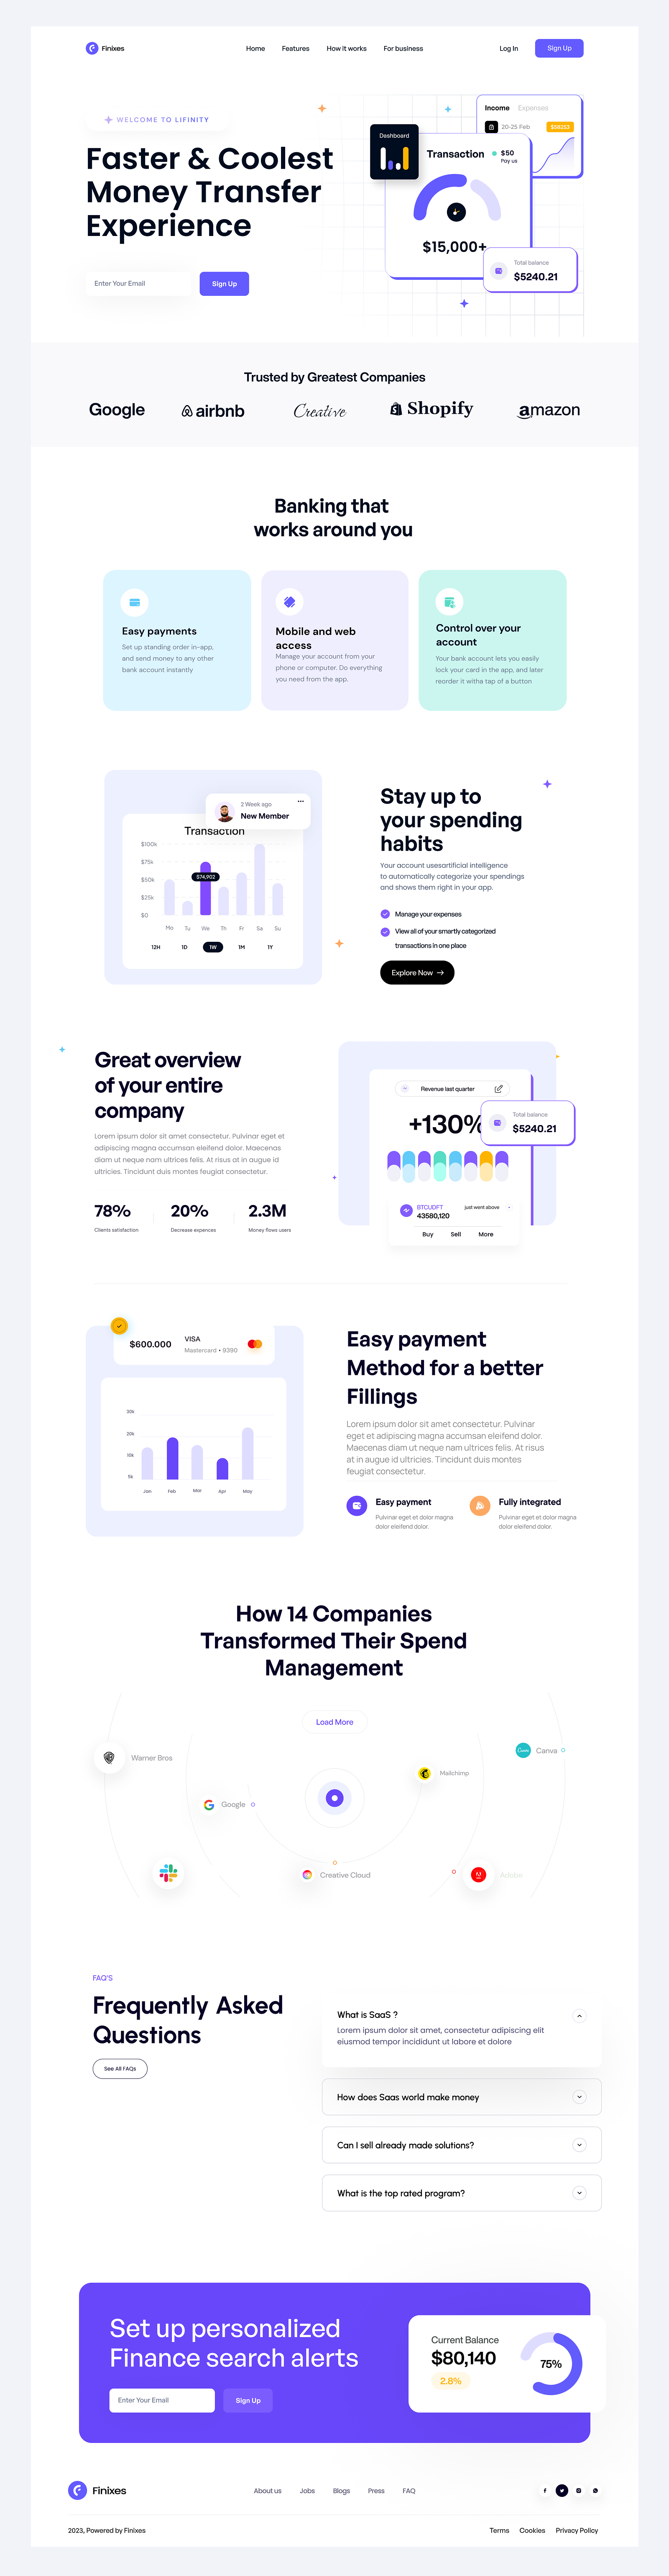 Finixes
Home
Features
How it works
For business
Log In
Sign Up
WELCOME TO LIFINITY
Faster & Coolest
Money Transfer
Experience
Enter Your Email
Sign Up
Income
Expenses
20-25 Feb
$56353
Dashboard
Transaction
$50
Pay us
$15,000+
Total balance
$5240.21
Trusted by Greatest Companies
Google
airbnb
Creative
Shopify
amazon
Banking that
works around you
Easy payments
Set up standing order in-app,
and send money to any other
bank account instantly
Mobile and web
access
Manage your account from your
phone or computer. Do everything
you need from the app.
Control over your
account
Your bank account lets you easily
lock your card in the app, and later
reorder it witha tap of a button
2 Week ago
New Member
Transaction
$100k
$75k
$50k
$25k
$0
$74,902
Mo
Tu
We
Th
Fr
Sa
Su
12H
1D
1W
1M
1Y
Stay up to
your spending
habits
Your account usesartificial intelligence
to automatically categorize your spendings
and shows them right in your app.
Manage your expenses
View all of your smartly categorized
transactions in one place
Explore Now
Great overview
of your entire
company
Lorem ipsum dolor sit amet consectetur. Pulvinar eget et
adipiscing magna accumsan eleifend dolor. Maecenas
diam ut neque nam ultrices felis. At risus at in augue id
ultricies. Tincidunt duis montes feugiat consectetur.
78%
Clients satisfaction
20%
Decrease expences
2.3M
Money flows users
Revenue last quarter
+130%
Total balance
$5240.21
BTCUDFT
43580,120
just went above
Buy
Sell
More
$600.000
VISA
Mastercard • 9390
30k
20k
10k
5k
Jan
Feb
Mar
Apr
May
Easy payment
Method for a better
Fillings
Lorem ipsum dolor sit amet consectetur. Pulvinar
eget et adipiscing magna accumsan eleifend dolor.
Maecenas diam ut neque nam ultrices felis. At risus
at in augue id ultricies. Tincidunt duis montes
feugiat consectetur.
Easy payment
Pulvinar eget et dolor magna
dolor eleifend dolor.
Fully integrated
Pulvinar eget et dolor magna
dolor eleifend dolor.
How 14 Companies
Transformed Their Spend
Management
Load More
Warner Bros
Canva
Canva
Mailchimp
Google
Creative Cloud
Adobe
FAQ'S
Frequently Asked
Questions
See All FAQs
What is SaaS ?
Lorem ipsum dolor sit amet, consectetur adipiscing elit
eiusmod tempor incididunt ut labore et dolore
How does Saas world make money
Can I sell already made solutions?
What is the top rated program?
Set up personalized
Finance search alerts
Enter Your Email
Sign Up
Current Balance
$80,140
2.8%
75%
Finixes
About us
Jobs
Blogs
Press
FAQ
2023, Powered by Finixes
Terms
Cookies
Privacy Policy